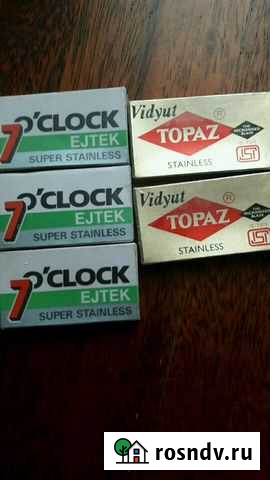 7 O'CLOCK
EJTEK
SUPER STAINLESS
7 O'CLOCK
EJTEK
SUPER STAINLESS
7 O'CLOCK
EJTEK
SUPER STAINLESS
Vidyut
TOPAZ ®
STAINLESS
Vidyut
TOPAZ ®
STAINLESS
rosndv.ru